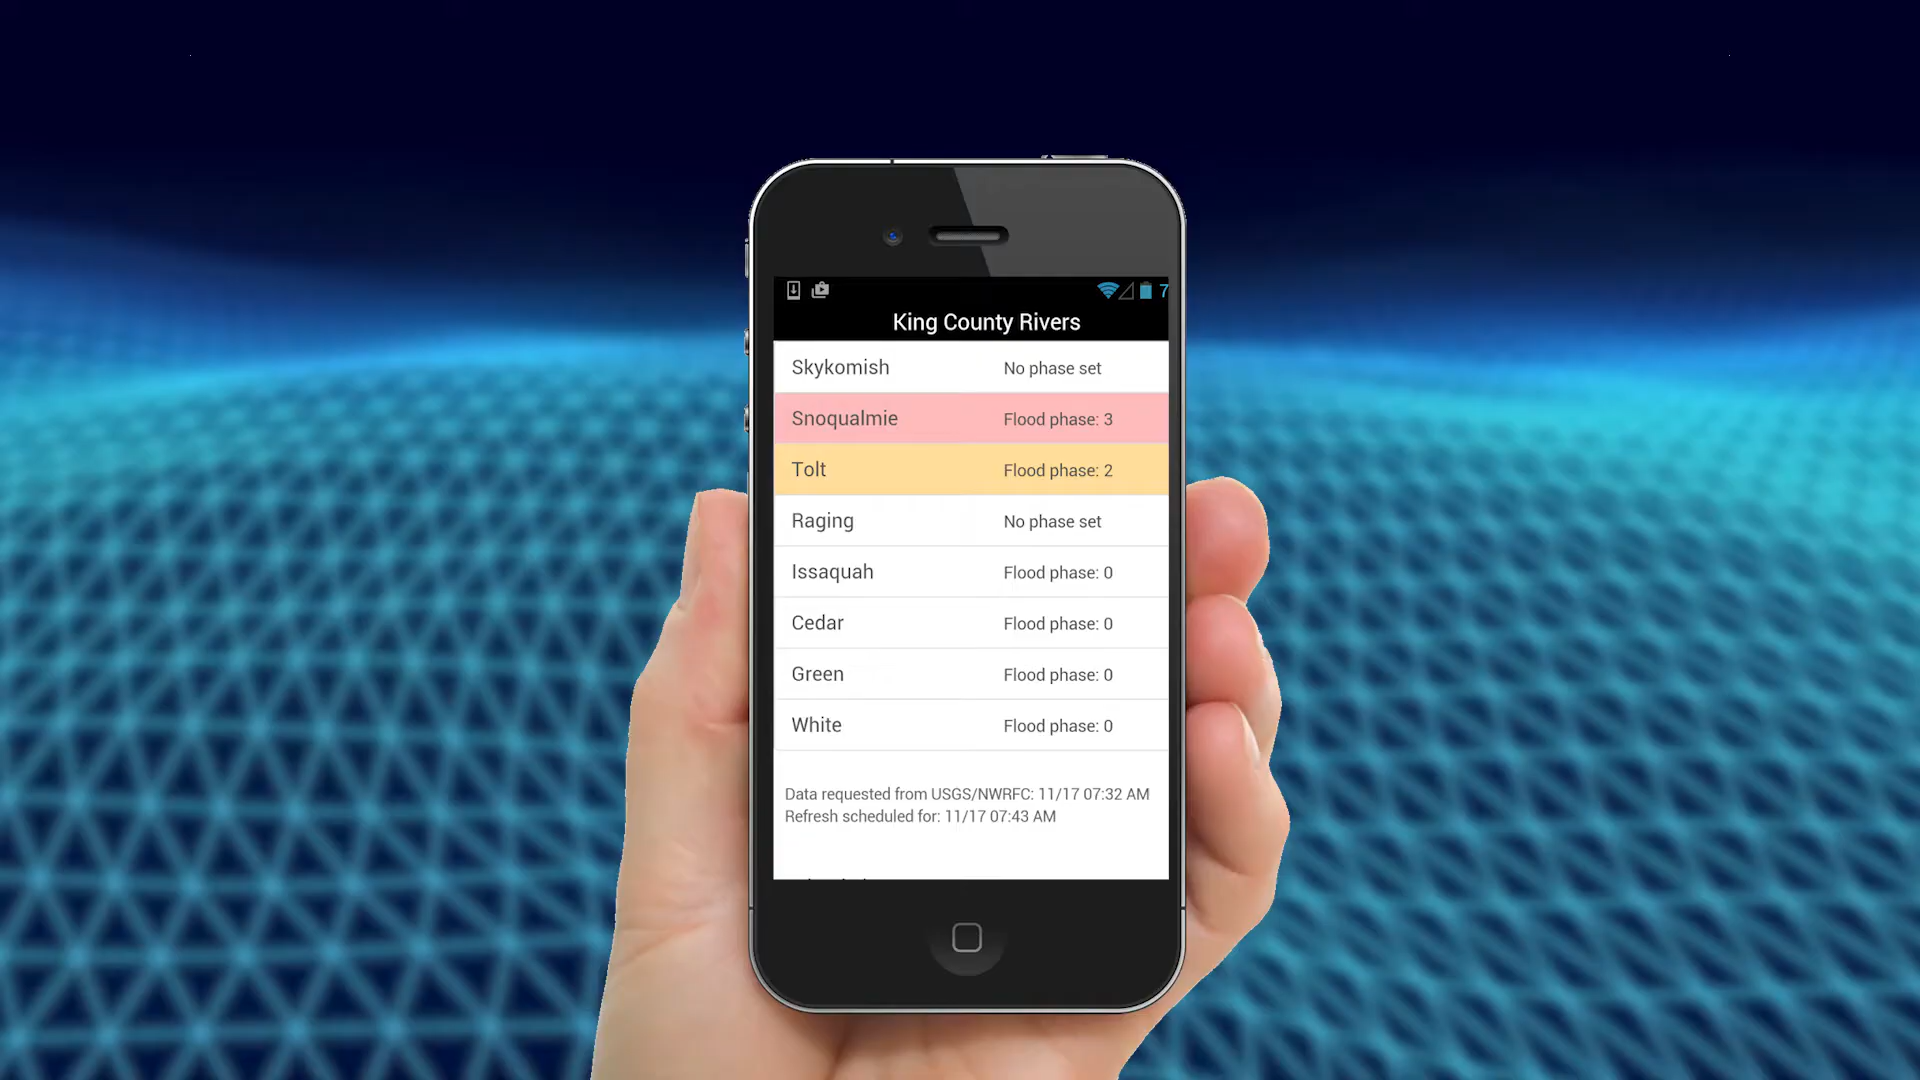 7
King County Rivers
Skykomish No phase set
Snoqualmie Flood phase: 3
Tolt Flood phase: 2
Raging No phase set
Issaquah Flood phase: 0
Cedar Flood phase: 0
Green Flood phase: 0
White Flood phase: 0
Data requested from USGS/NWRFC: 11/17 07:32 AM
Refresh scheduled for: 11/17 07:43 AM